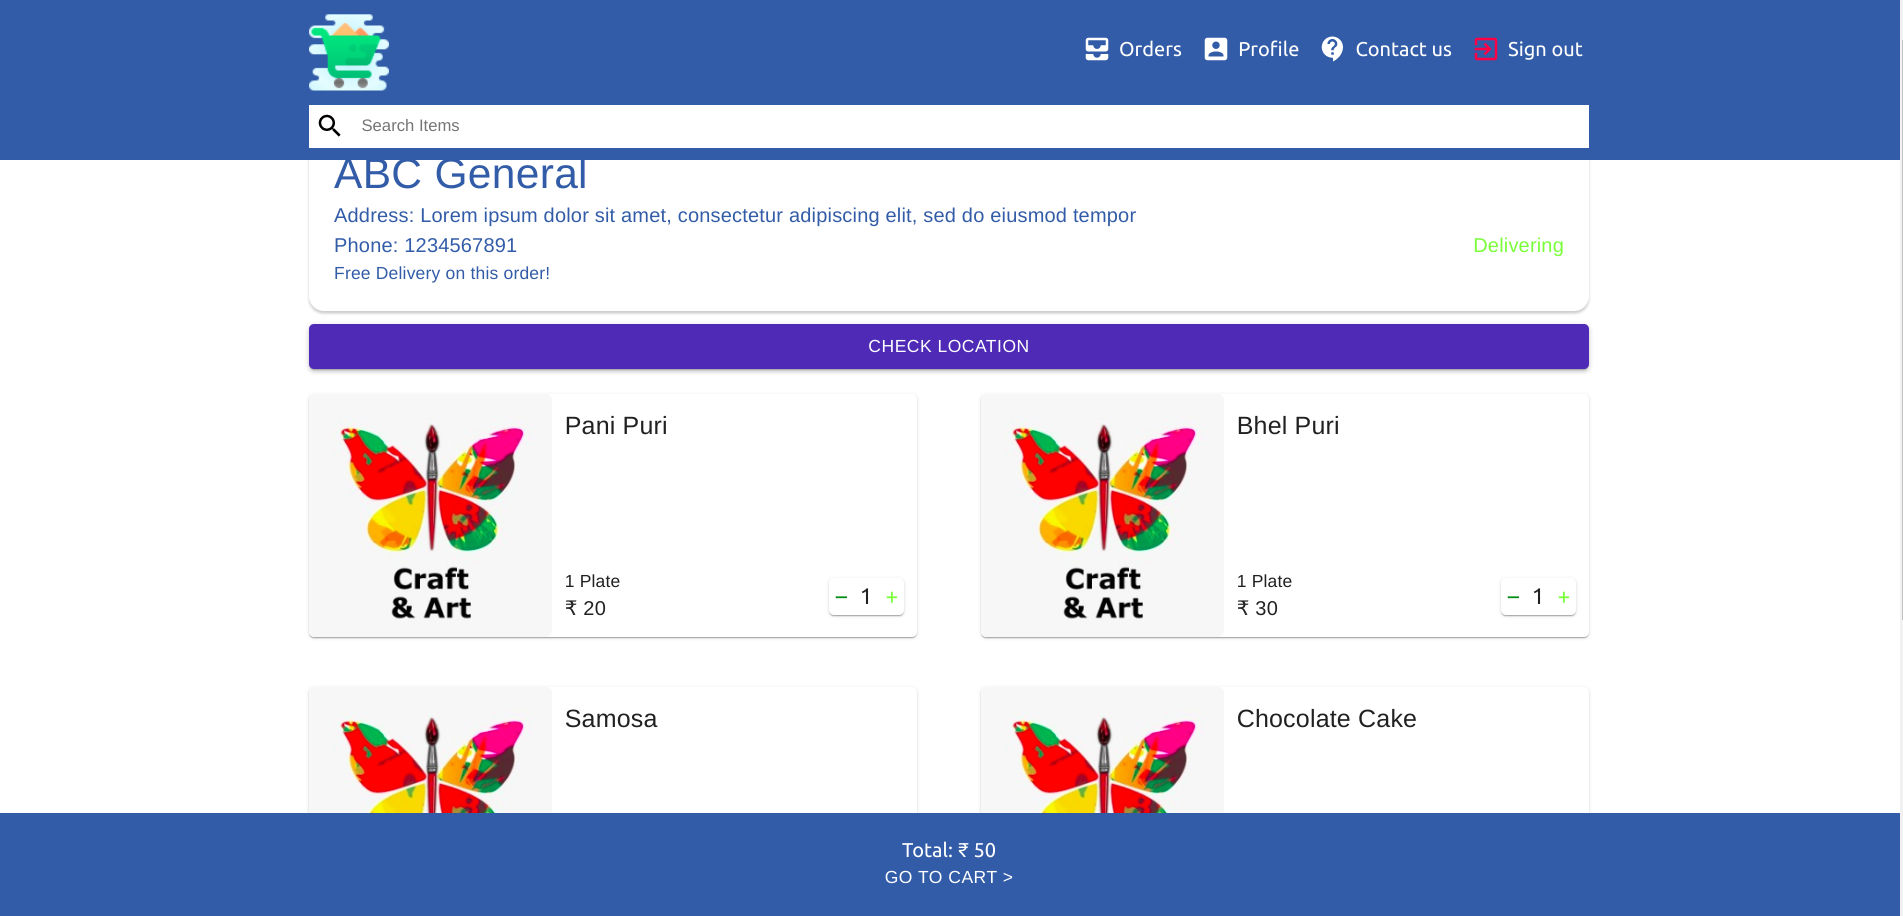 Orders
Profile
Contact us
Sign out
Search Items
ABC General
Address: Lorem ipsum dolor sit amet, consectetur adipiscing elit, sed do eiusmod tempor
Phone: 1234567891
Delivering
Free Delivery on this order!
CHECK LOCATION
Craft
& Art
Pani Puri
1 Plate
₹ 20
− 1 +
Craft
& Art
Bhel Puri
1 Plate
₹ 30
− 1 +
Samosa
Chocolate Cake
Total: ₹ 50
GO TO CART >